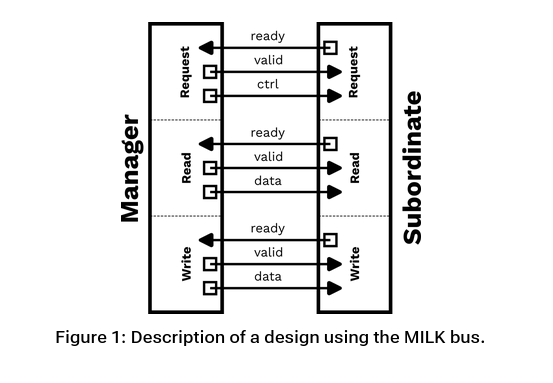 Manager
Request
ready
valid
ctrl
Request
Read
ready
valid
data
Read
Write
ready
valid
data
Write
Subordinate
Figure 1: Description of a design using the MILK bus.